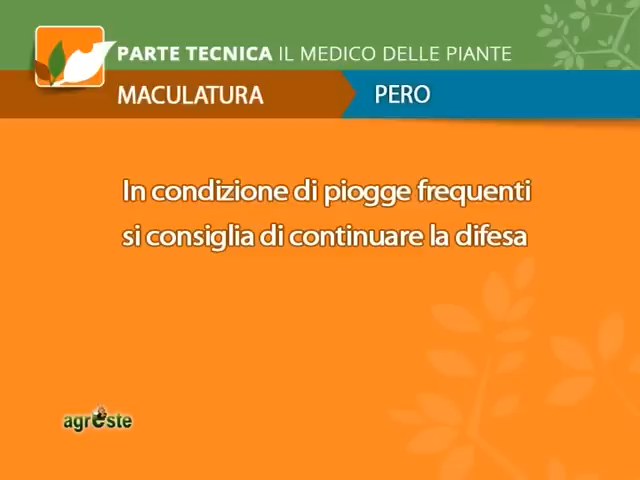 PARTE TECNICA IL MEDICO DELLE PIANTE
MACULATURA
PERO
In condizione di piogge frequenti
si consiglia di continuare la difesa
agreste